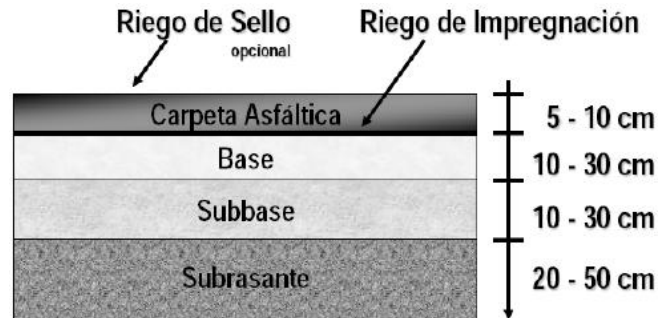 Riego de Sello
opcional
Riego de Impregnación
Carpeta Asfáltica
5 - 10 cm
Base
10 - 30 cm
Subbase
10 - 30 cm
Subrasante
20 - 50 cm